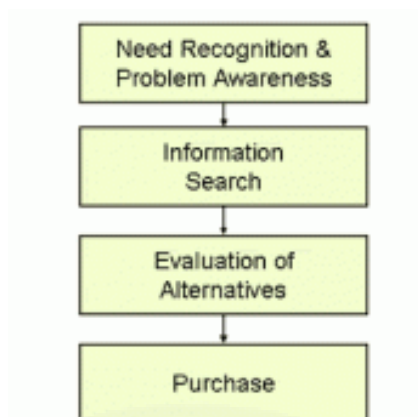 Need Recognition &
Problem Awareness
Information
Search
Evaluation of
Alternatives
Purchase